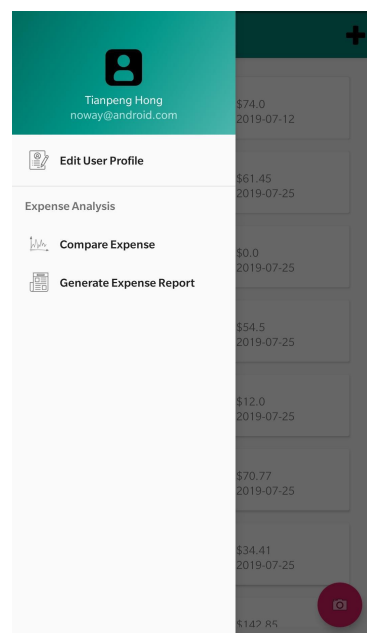 Tianpeng Hong
noway@android.com
Edit User Profile
Expense Analysis
Compare Expense
Generate Expense Report
$74.0
2019-07-12
$61.45
2019-07-25
$0.0
2019-07-25
$54.5
2019-07-25
$12.0
2019-07-25
$70.77
2019-07-25
$34.41
2019-07-25
$142.85